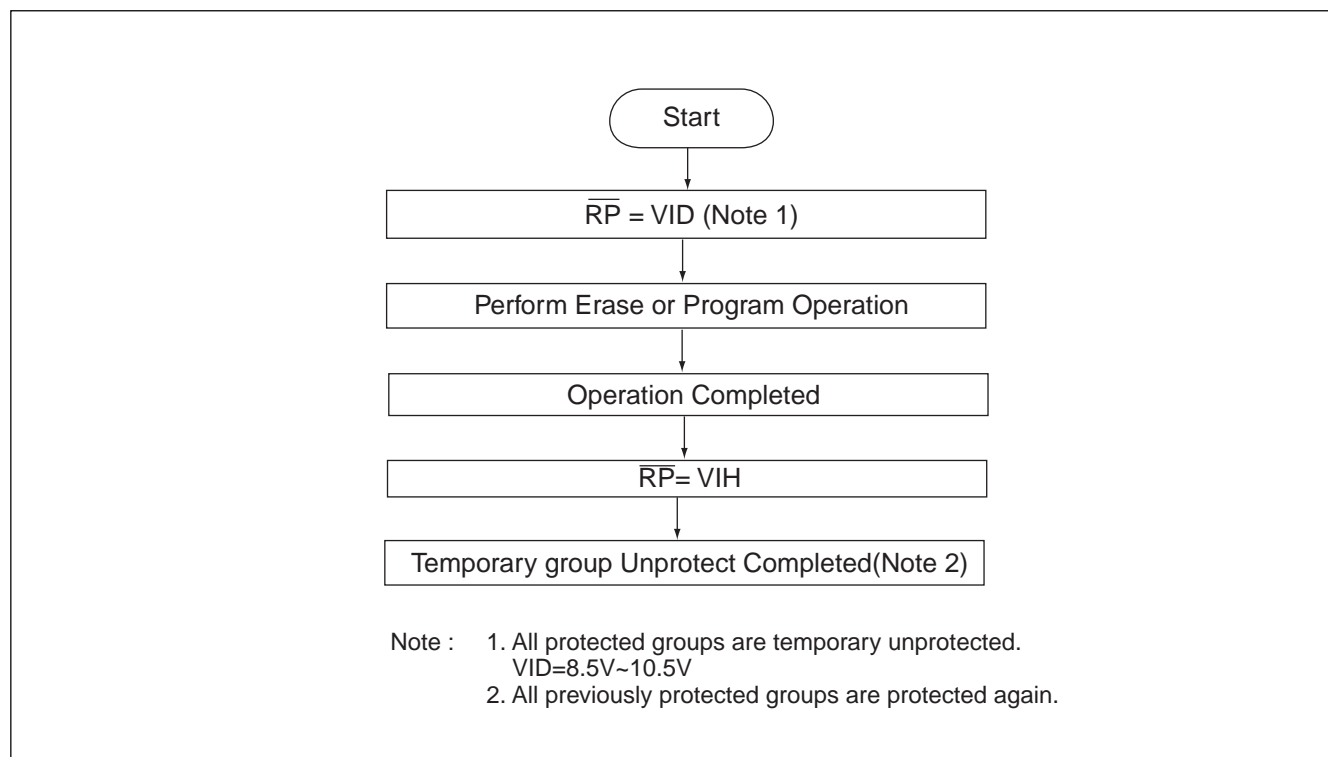 Start
R̅P̅ = VID (Note 1)
Perform Erase or Program Operation
Operation Completed
R̅P̅= VIH
Temporary group Unprotect Completed(Note 2)
Note : 1. All protected groups are temporary unprotected.
VID=8.5V~10.5V
2. All previously protected groups are protected again.